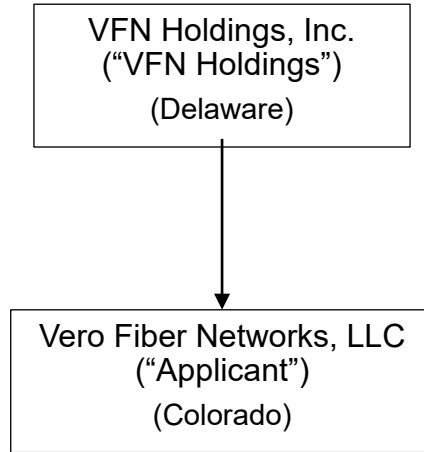 VFN Holdings, Inc.
(“VFN Holdings”)
(Delaware)
Vero Fiber Networks, LLC
(“Applicant”)
(Colorado)